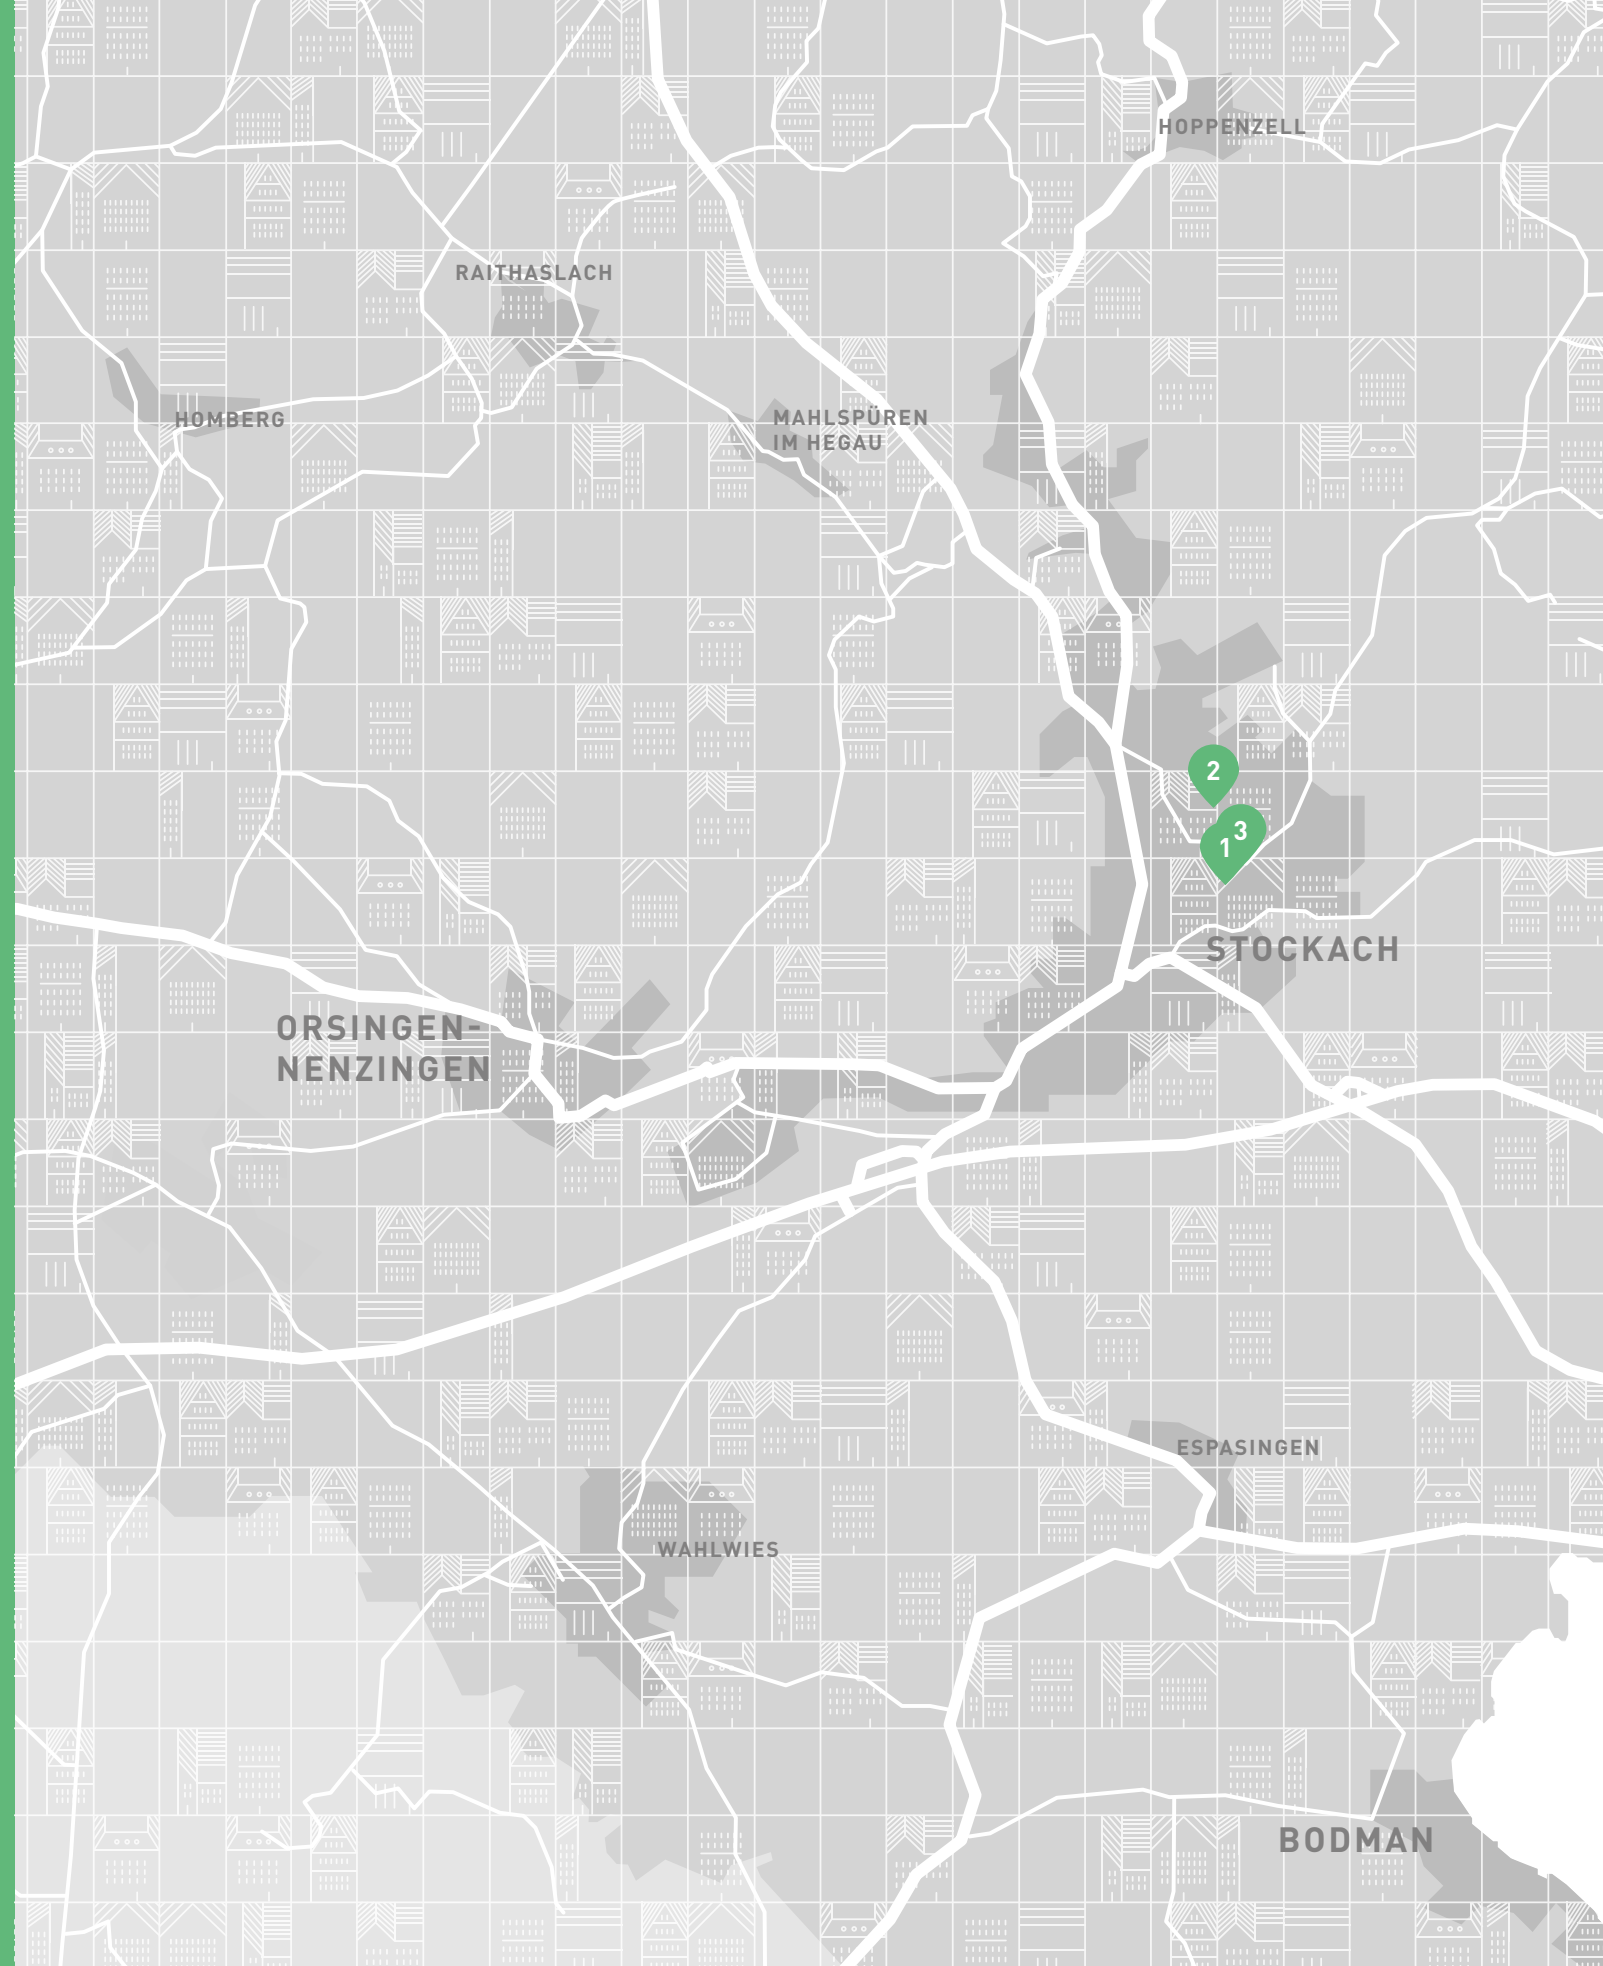 HOPPENZELL
RAITHASLACH
HOMBERG
MAHLSPÜREN
IM HEGAU
2
3
1
STOCKACH
ORSINGEN-
NENZINGEN
ESPASINGEN
WAHLWIES
BODMAN